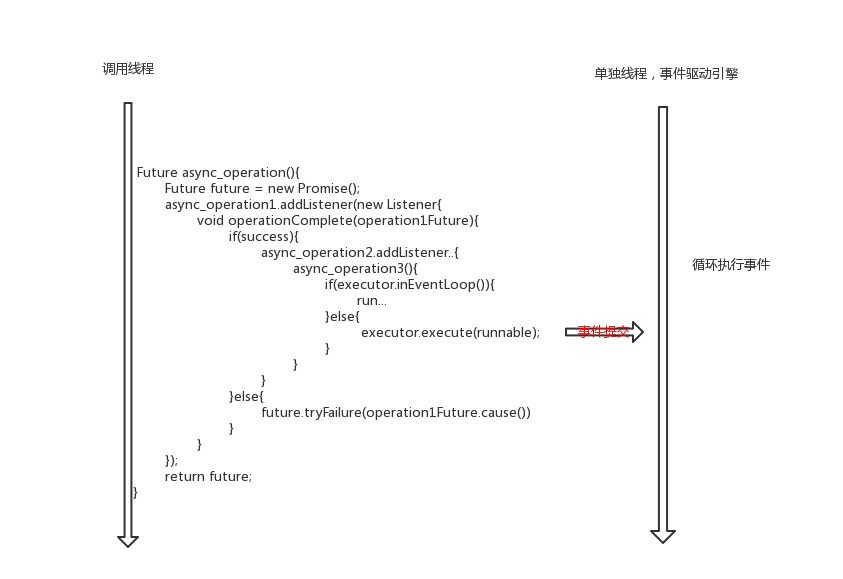 调用线程
单独线程，事件驱动引擎
Future async_operation(){
Future future = new Promise();
async_operation1.addListener(new Listener{
void operationComplete(operation1Future){
if(success){
async_operation2.addListener..{
async_operation3(){
if(executor.inEventLoop()){
run...
}else{
executor.execute(runnable);
}
}
}
}else{
future.tryFailure(operation1Future.cause())
}
}
});
return future;
}
事件提交
循环执行事件